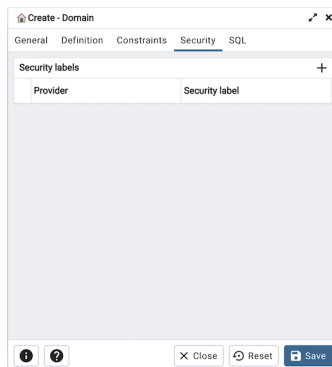 Create - Domain
General Definition Constraints Security SQL
Security labels
Provider Security label
Close Reset Save